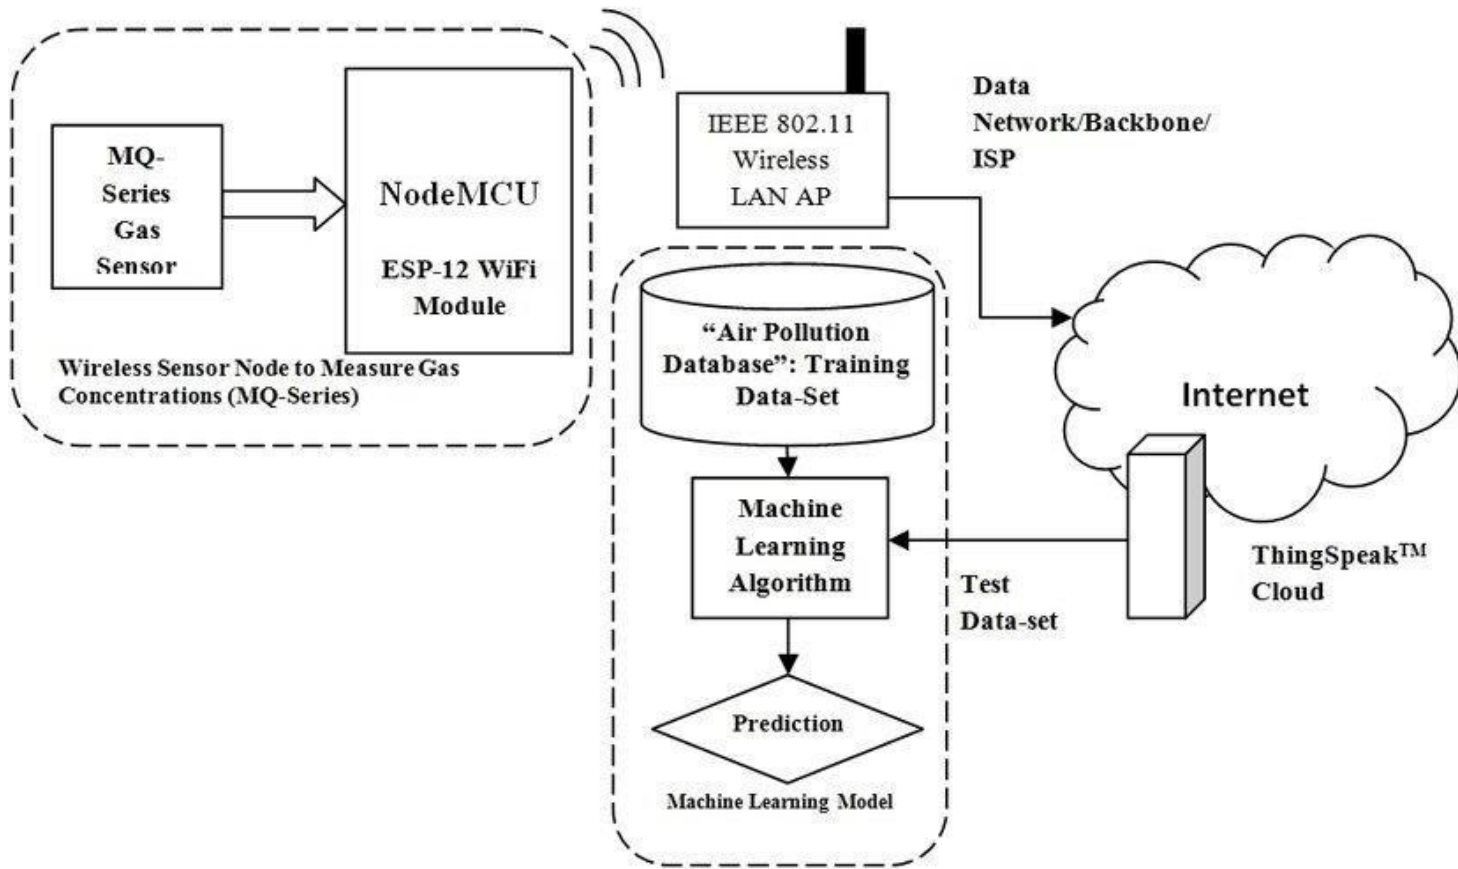 MQ-
Series
Gas
Sensor
NodeMCU
ESP-12 WiFi
Module
Wireless Sensor Node to Measure Gas
Concentrations (MQ-Series)
IEEE 802.11
Wireless
LAN AP
Data
Network/Backbone/
ISP
Internet
ThingSpeak™
Cloud
“Air Pollution
Database”: Training
Data-Set
Machine
Learning
Algorithm
Test
Data-set
Prediction
Machine Learning Model